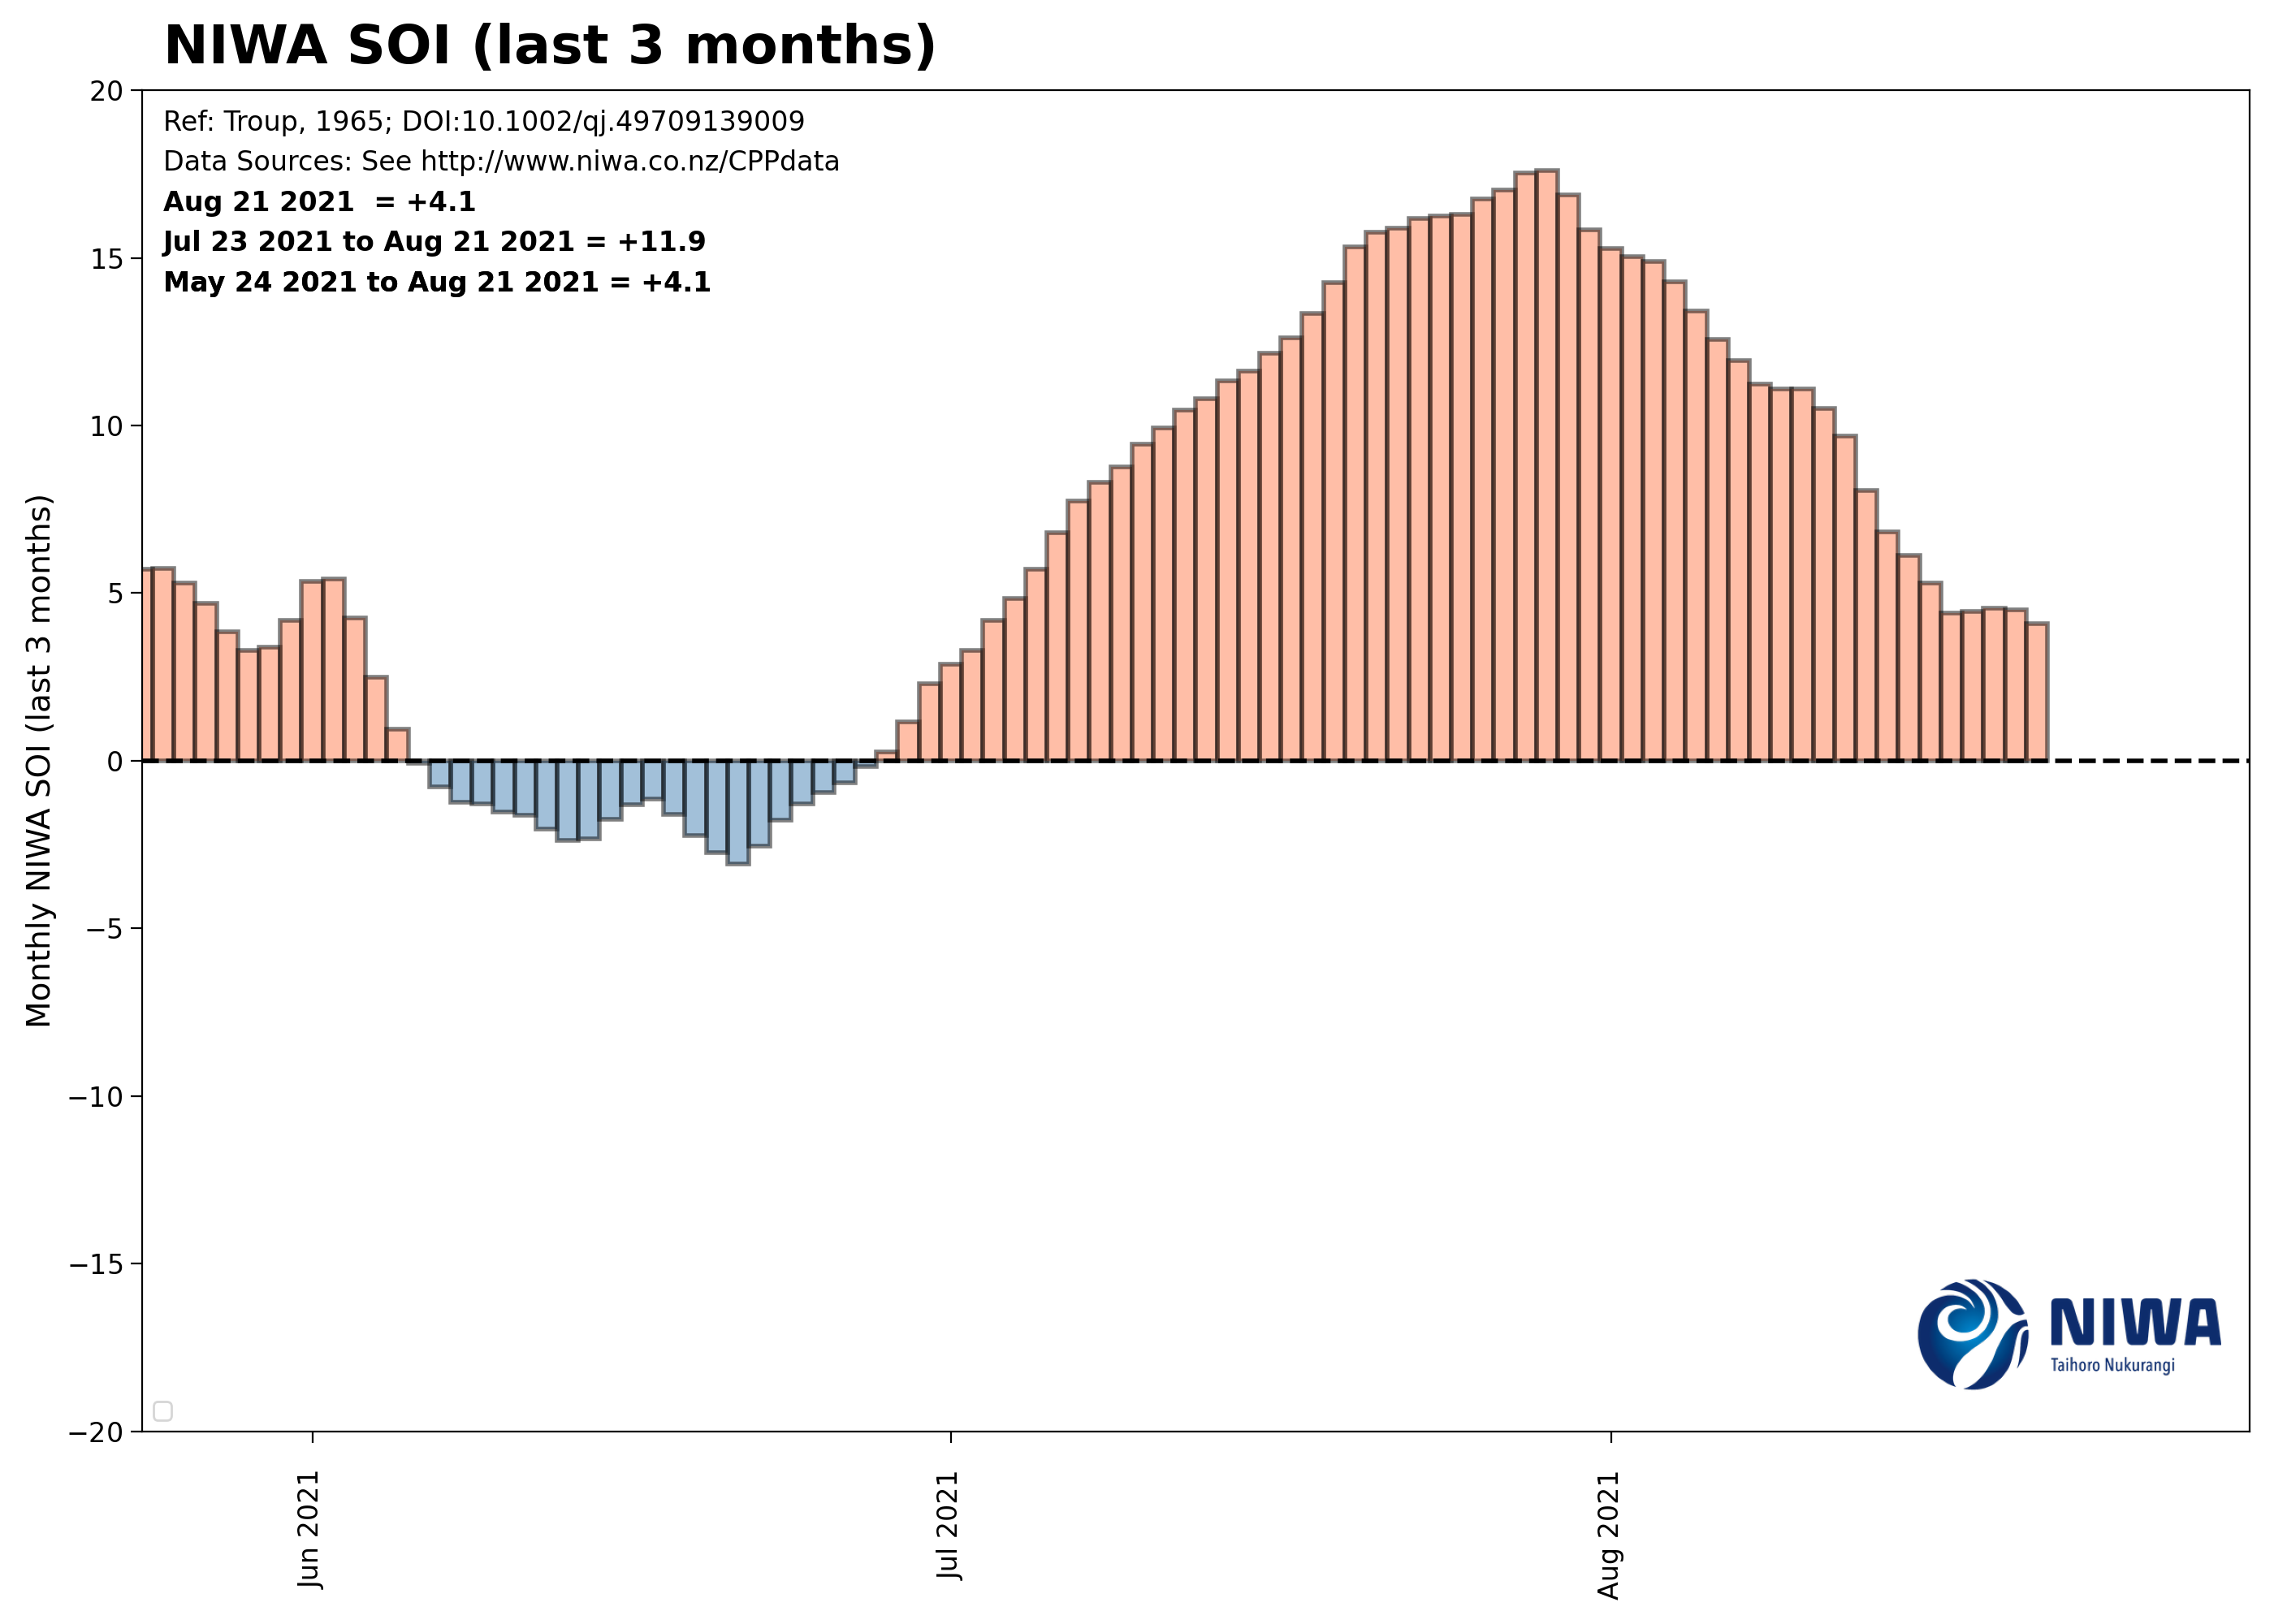 NIWA SOI (last 3 months)
Ref: Troup, 1965; DOI:10.1002/qj.49709139009
Data Sources: See http://www.niwa.co.nz/CPPdata
Aug 21 2021  = +4.1
Jul 23 2021 to Aug 21 2021 = +11.9
May 24 2021 to Aug 21 2021 = +4.1
Monthly NIWA SOI (last 3 months)
20
15
10
5
0
−5
−10
−15
−20
Jun 2021
Jul 2021
Aug 2021
NIWA
Taihoro Nukurangi